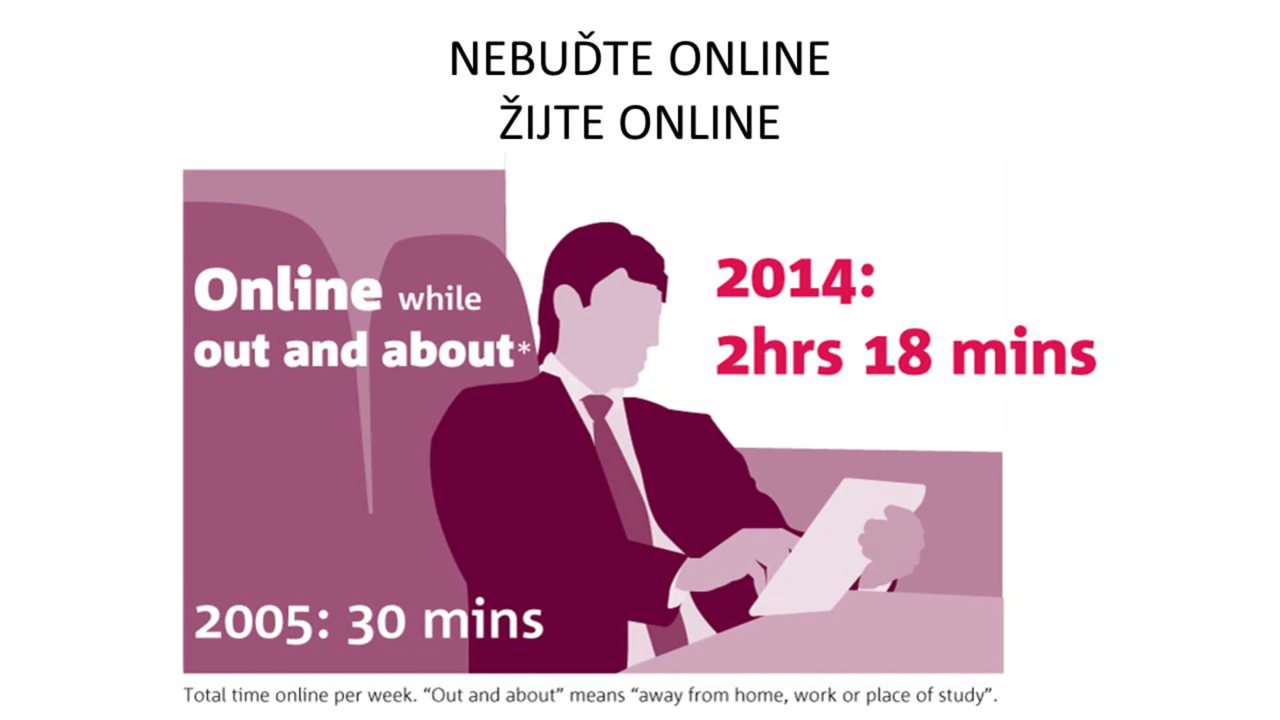 NEBUĎTE ONLINE
ŽIJTE ONLINE
Online while
out and about*
2014:
2hrs 18 mins
2005: 30 mins
Total time online per week. “Out and about” means “away from home, work or place of study”.